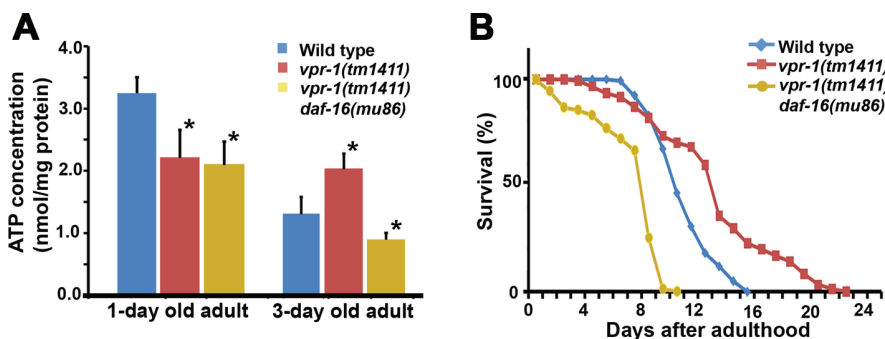 A
ATP concentration
(nmol/mg protein)
4.0
3.0
2.0
1.0
0.0
Wild type
vpr-1(tm1411)
vpr-1(tm1411)
daf-16(mu86)
*
*
*
*
1-day old adult
3-day old adult
B
Survival (%)
100
50
0
Wild type
vpr-1(tm1411)
vpr-1(tm1411)
daf-16(mu86)
0 4 8 12 16 20 24
Days after adulthood